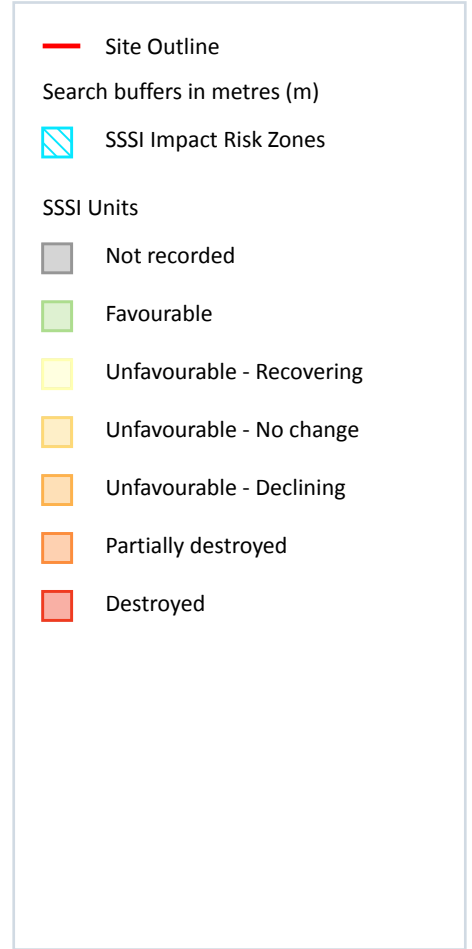 Site Outline
Search buffers in metres (m)
SSSI Impact Risk Zones
SSSI Units
Not recorded
Favourable
Unfavourable - Recovering
Unfavourable - No change
Unfavourable - Declining
Partially destroyed
Destroyed